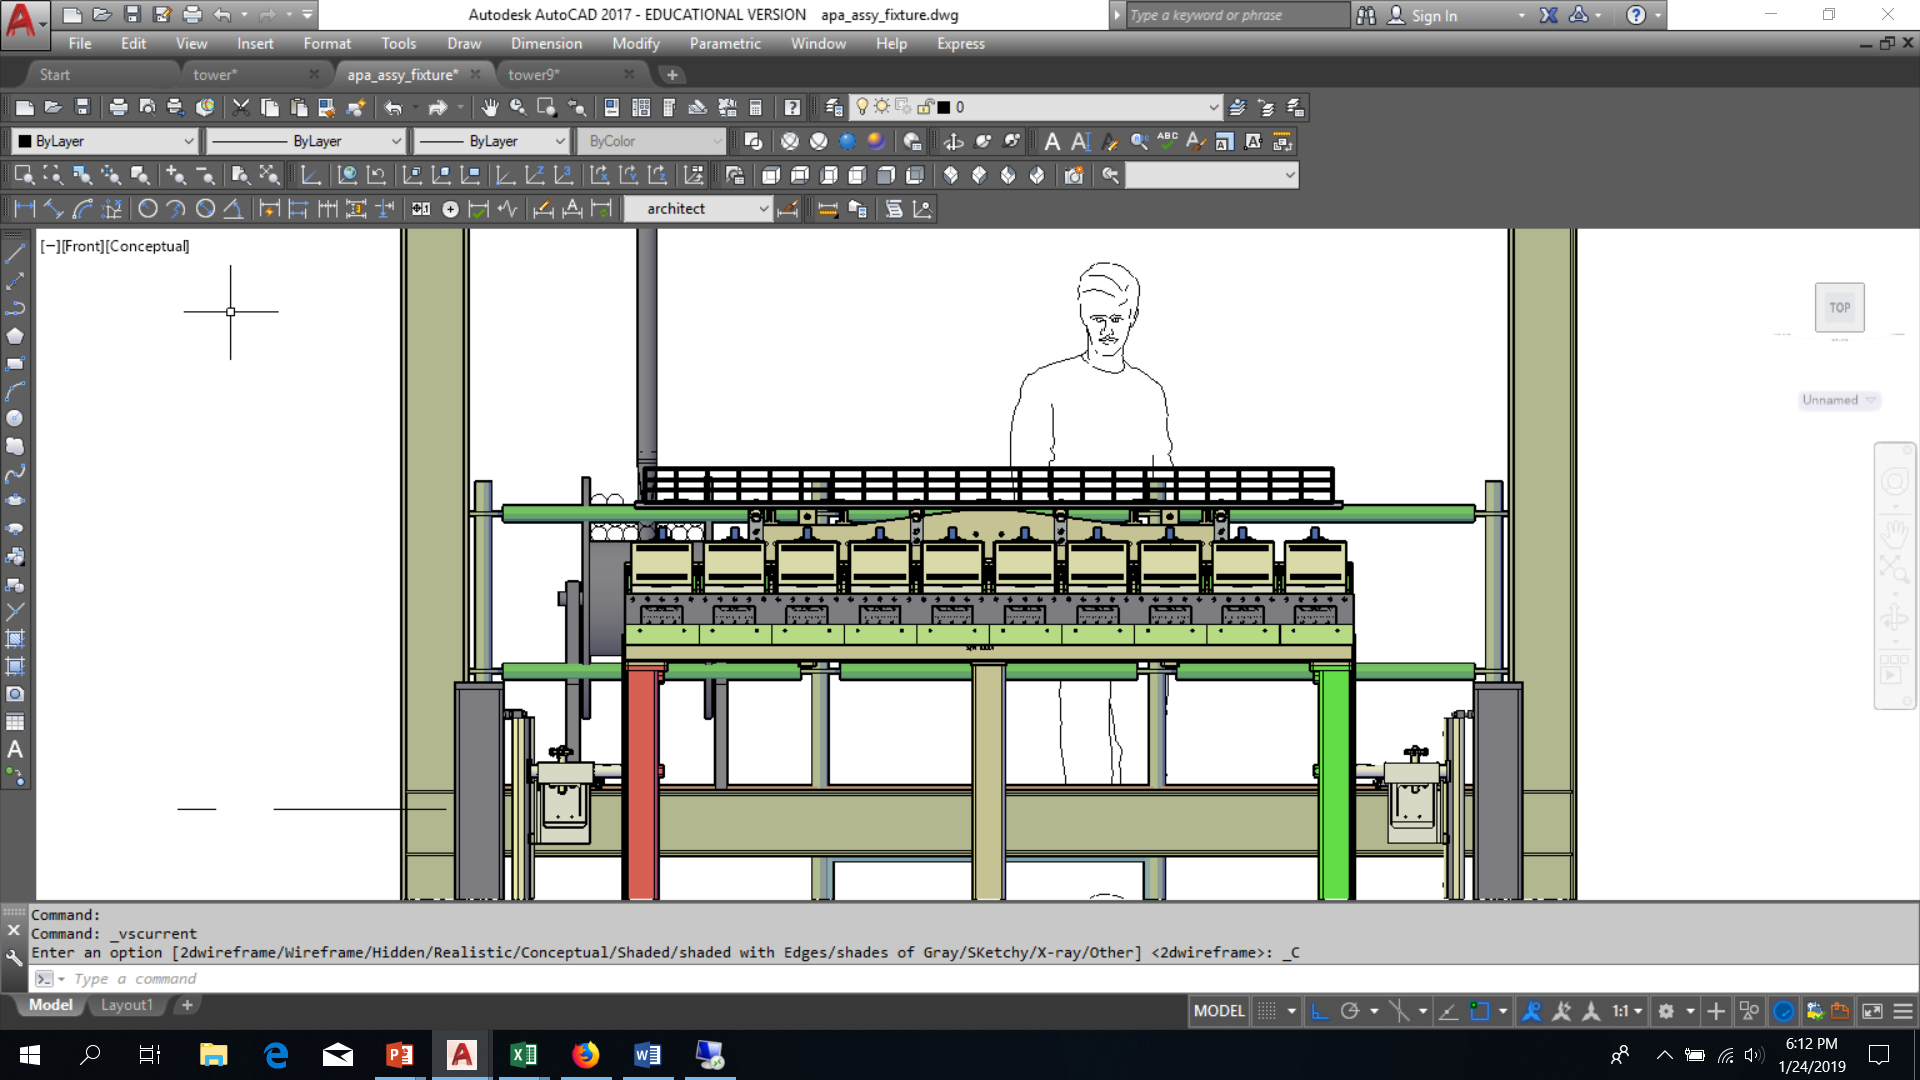 Autodesk AutoCAD 2017 - EDUCATIONAL VERSION apa_assy_fixture.dwg
Type a keyword or phrase
Sign In
File Edit View Insert Format Tools Draw Dimension Modify Parametric Window Help Express
Start tower* apa_assy_fixture* tower9*
0
ByLayer ByLayer ByLayer ByColor
architect
[−][Front][Conceptual]
TOP
Unnamed
Command:
Command: _vscurrent
Enter an option [2dwireframe/Wireframe/Hidden/Realistic/Conceptual/Shaded/shaded with Edges/shades of Gray/SKetchy/X-ray/Other] <2dwireframe>: _C
Type a command
Model Layout1
MODEL 1:1
6:12 PM
1/24/2019